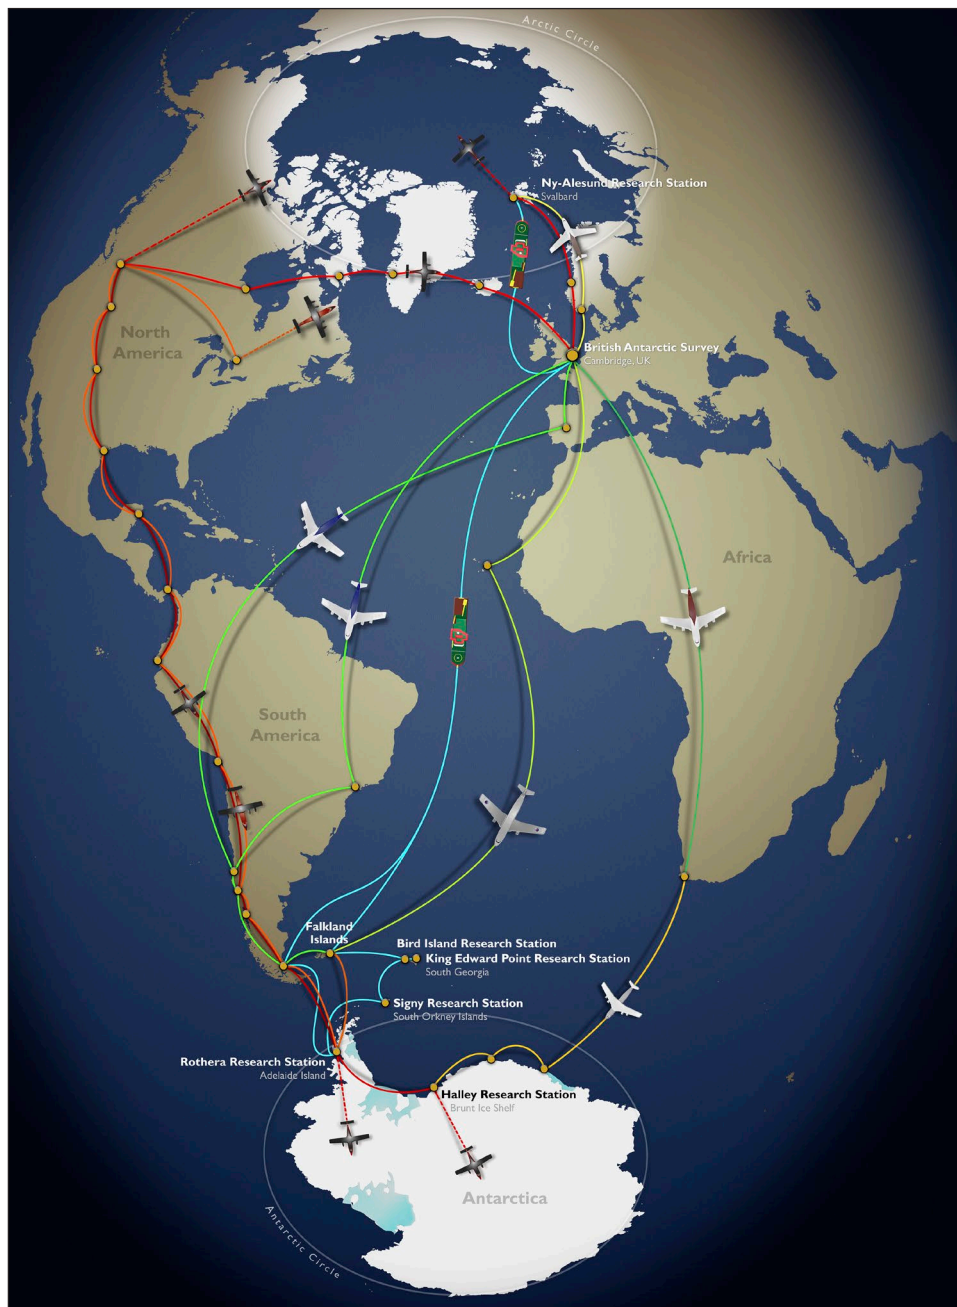 Arctic Circle
Ny-Alesund Research Station
Svalbard
North
America
British Antarctic Survey
Cambridge, UK
Africa
South
America
Falkland
Islands
Bird Island Research Station
King Edward Point Research Station
South Georgia
Signy Research Station
South Orkney Islands
Rothera Research Station
Adelaide Island
Halley Research Station
Brunt Ice Shelf
Antarctica
Antarctic Circle